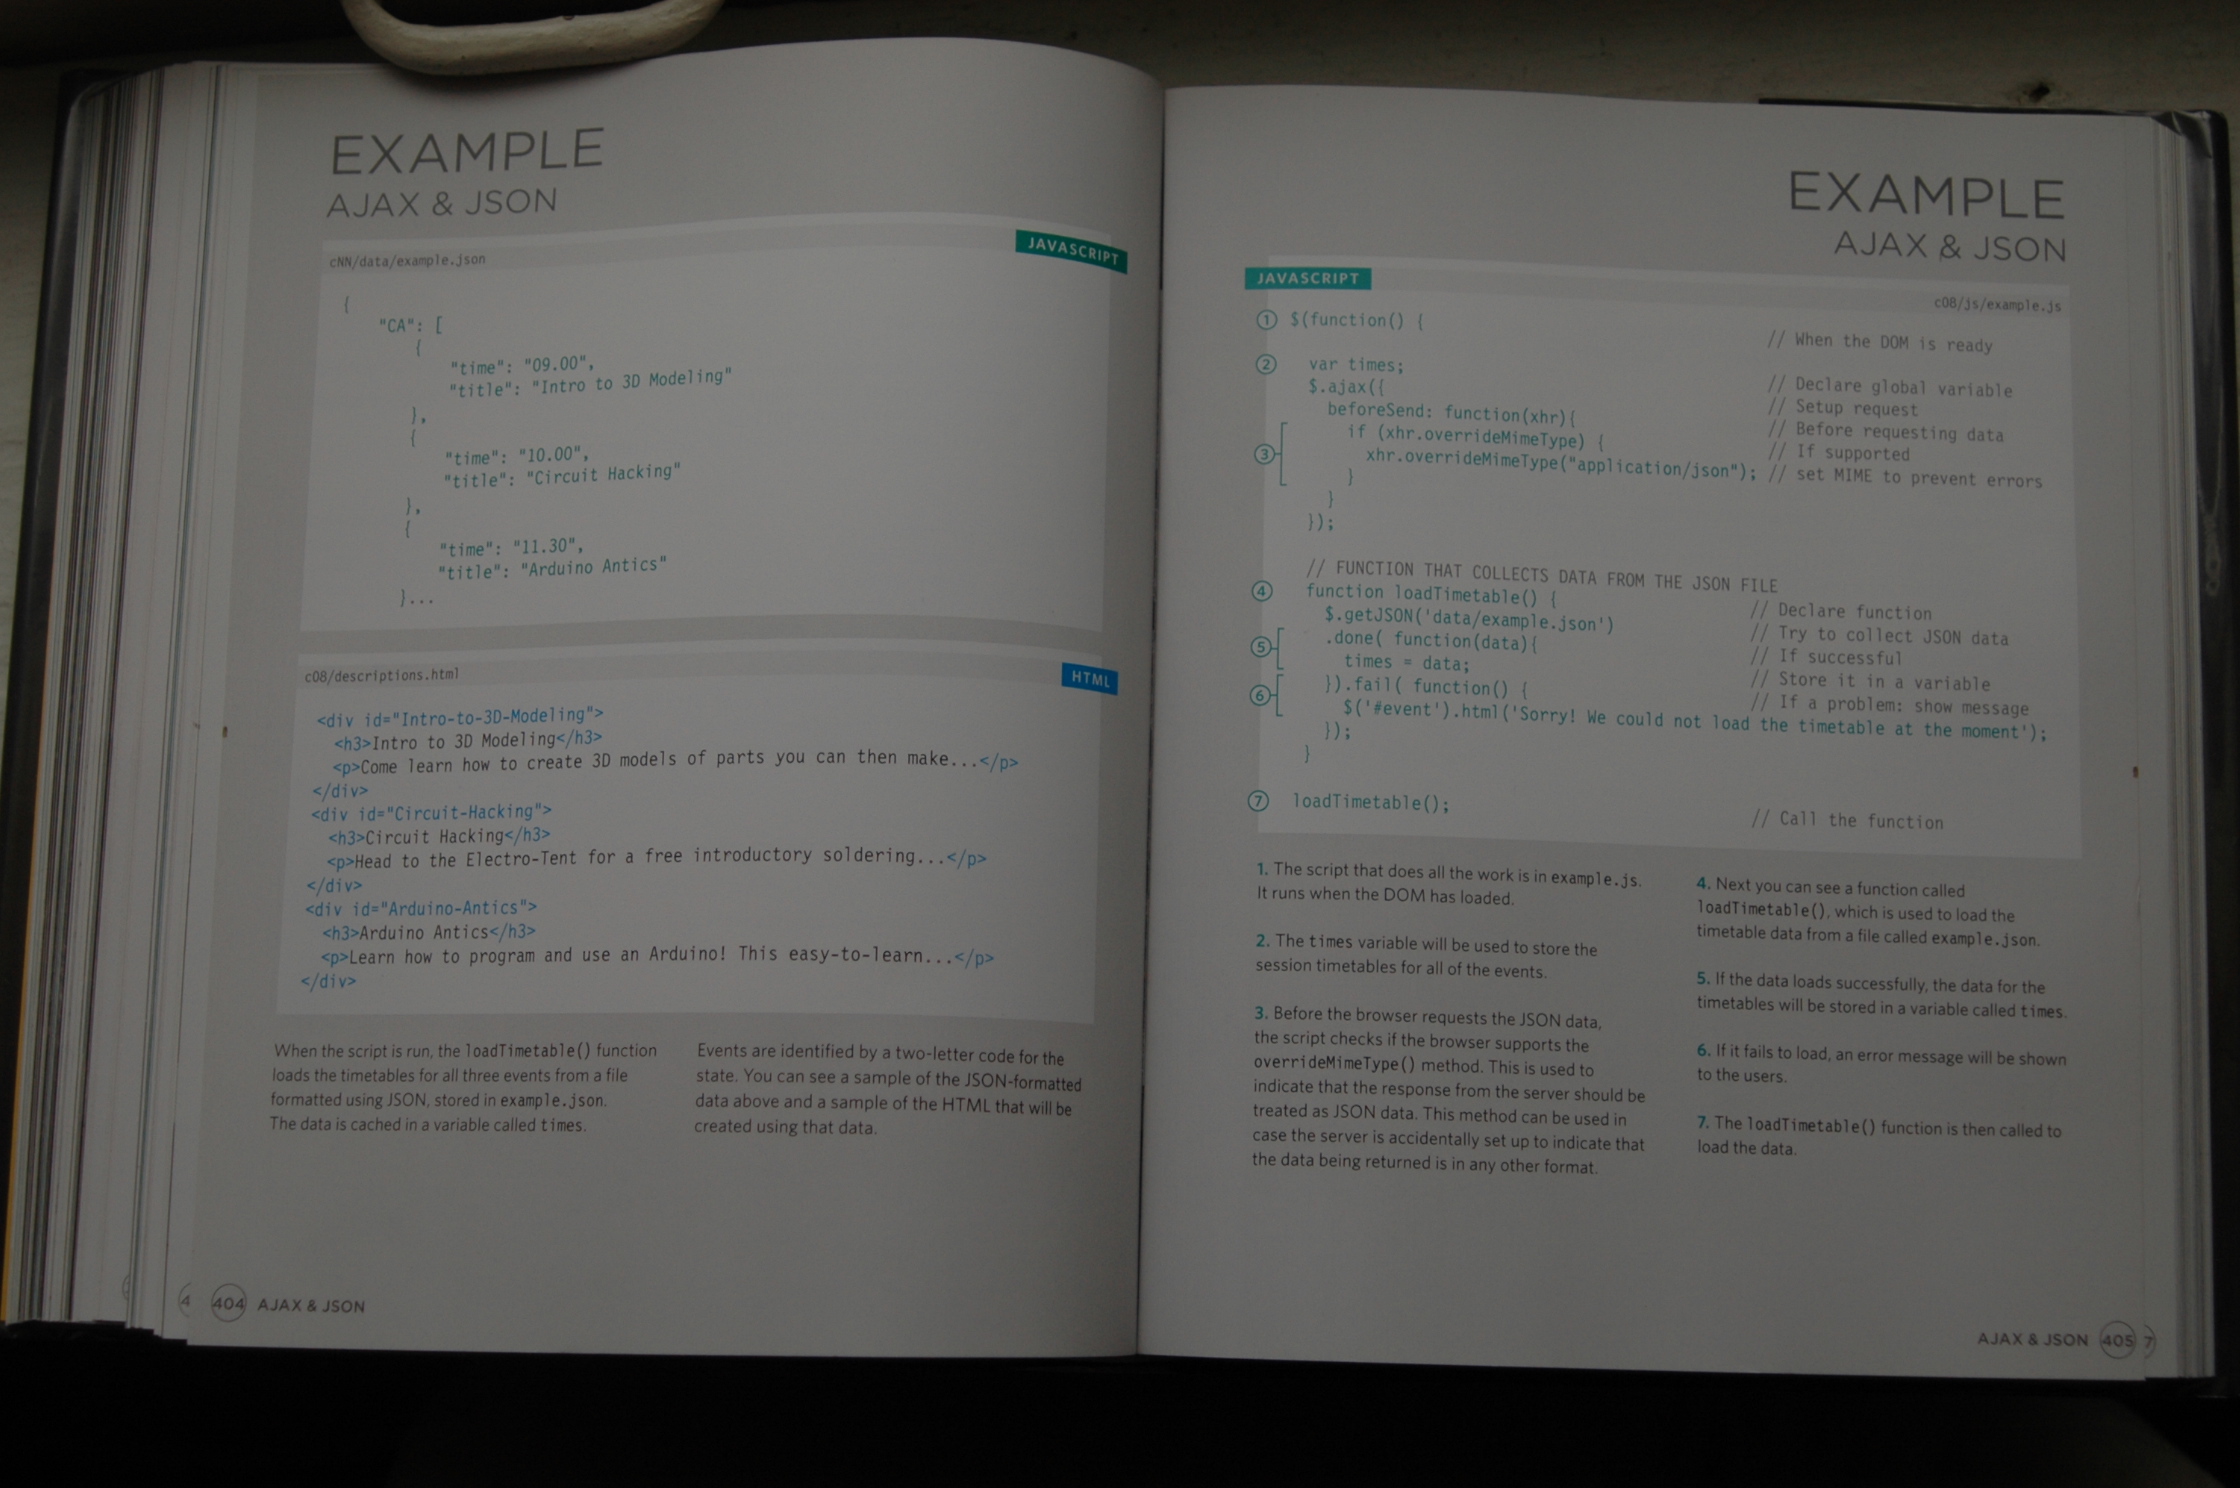 EXAMPLE
AJAX & JSON
cNN/data/example.json
JAVASCRIPT
{
"CA": [
{
"time": "09.00",
"title": "Intro to 3D Modeling"
},
{
"time": "10.00",
"title": "Circuit Hacking"
},
{
"time": "11.30",
"title": "Arduino Antics"
}...
c08/descriptions.html
HTML
<div id="Intro-to-3D-Modeling">
<h3>Intro to 3D Modeling</h3>
<p>Come learn how to create 3D models of parts you can then make...</p>
</div>
<div id="Circuit-Hacking">
<h3>Circuit Hacking</h3>
<p>Head to the Electro-Tent for a free introductory soldering...</p>
</div>
<div id="Arduino-Antics">
<h3>Arduino Antics</h3>
<p>Learn how to program and use an Arduino! This easy-to-learn...</p>
</div>
When the script is run, the loadTimetable() function
loads the timetables for all three events from a file
formatted using JSON, stored in example.json.
The data is cached in a variable called times.
Events are identified by a two-letter code for the
state. You can see a sample of the JSON-formatted
data above and a sample of the HTML that will be
created using that data.
4 404 AJAX & JSON
EXAMPLE
AJAX & JSON
JAVASCRIPT
c08/js/example.js
1 $(function() { // When the DOM is ready
2 var times; // Declare global variable
$.ajax({ // Setup request
beforeSend: function(xhr){ // Before requesting data
if (xhr.overrideMimeType) { // If supported
3 xhr.overrideMimeType("application/json"); // set MIME to prevent errors
}
}
});
// FUNCTION THAT COLLECTS DATA FROM THE JSON FILE
4 function loadTimetable() { // Declare function
$.getJSON('data/example.json') // Try to collect JSON data
5 .done( function(data){ // If successful
times = data; // Store it in a variable
6 }).fail( function() { // If a problem: show message
$('#event').html('Sorry! We could not load the timetable at the moment');
});
}
7 loadTimetable(); // Call the function
1. The script that does all the work is in example.js.
It runs when the DOM has loaded.
2. The times variable will be used to store the
session timetables for all of the events.
3. Before the browser requests the JSON data,
the script checks if the browser supports the
overrideMimeType() method. This is used to
indicate that the response from the server should be
treated as JSON data. This method can be used in
case the server is accidentally set up to indicate that
the data being returned is in any other format.
4. Next you can see a function called
loadTimetable(), which is used to load the
timetable data from a file called example.json.
5. If the data loads successfully, the data for the
timetables will be stored in a variable called times.
6. If it fails to load, an error message will be shown
to the users.
7. The loadTimetable() function is then called to
load the data.
AJAX & JSON 405 7